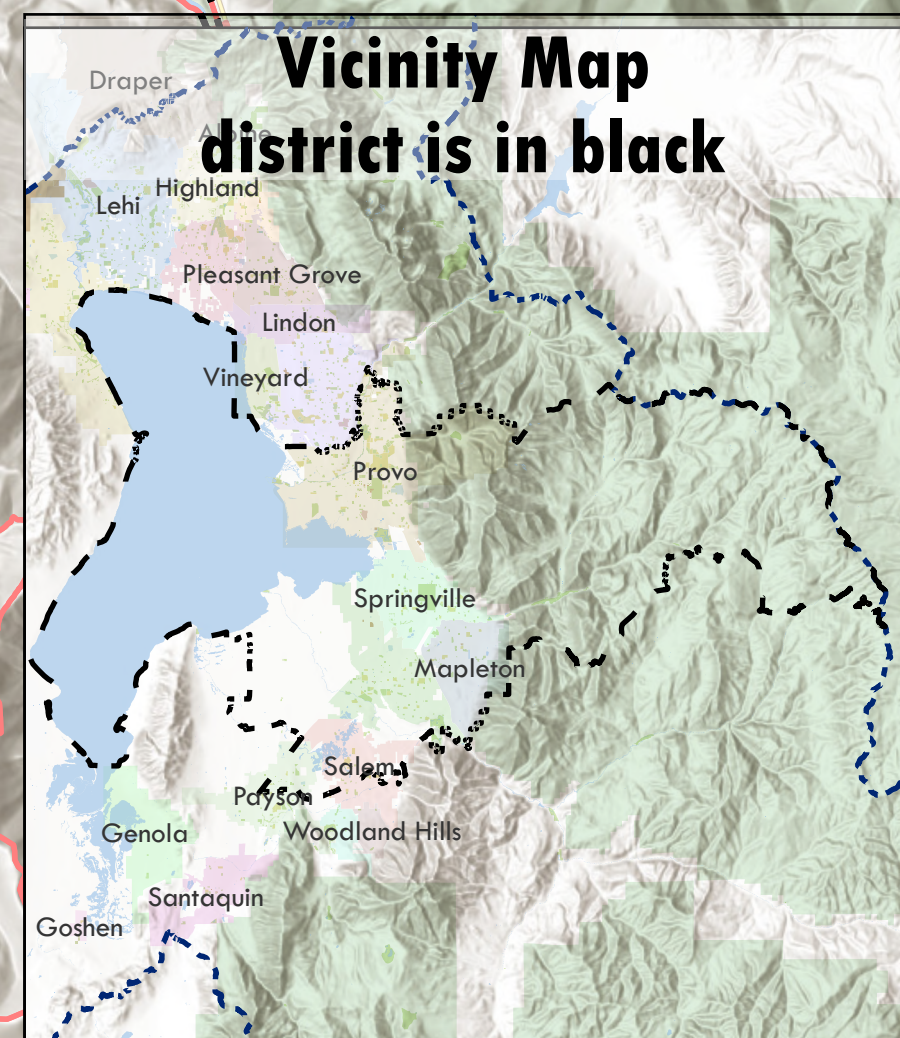 Vicinity Map
district is in black
Draper
Alpine
Highland
Lehi
Pleasant Grove
Lindon
Vineyard
Provo
Springville
Mapleton
Salem
Payson
Woodland Hills
Genola
Santaquin
Goshen